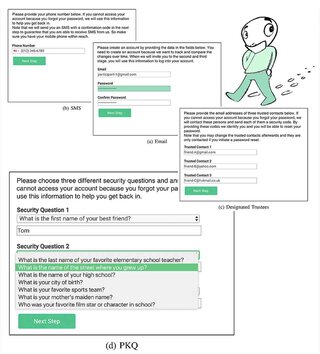 Please provide your phone number below. If you cannot access your
account because you forgot your password, we will use this information
to help you get back in.
Note that we will send you an SMS with a confirmation code in the next
step to guarantee that you are able to receive SMS from us. So make
sure you have your mobile phone within reach.
Phone Number
Next Step
(b) SMS
Please create an account by providing the data in the fields below. You
need to create an account because we want to track and compare the
changes over time. When we will invite you to the second and third
stage, you will use this information to log into your account.
Email
participant-1@gmail.com
Password
Confirm Password
Next Step
(a) Email
Please provide the email addresses of three trusted contacts below. If
you cannot access your account because you forgot your password, we will
contact these persons and send each of them a security code. By
providing these codes we identify you and you will be able to reset your
password.
Note that you may change the trusted contacts afterwards and they are
only contacted if you initiate a password reset
Trusted Contact 1
friend.A@gmail.com
Trusted Contact 2
friend.B@yahoo.com
Trusted Contact 3
friend.C@hotmail.co.uk
Next Step
(c) Designated Trustees
Please choose three different security questions and
cannot access your account because you forgot your
use this information to help you get back in.
Security Question 1
What is the first name of your best friend?
Tom
Security Question 2
What is the last name of your favorite elementary school teacher?
What is the name of the street where you grew up?
What is the name of your high school?
What is your city of birth?
What is your favorite sports team?
What is your mother's maiden name?
Who was your favorite film star or character in school?
Next Step
(d) PKQ